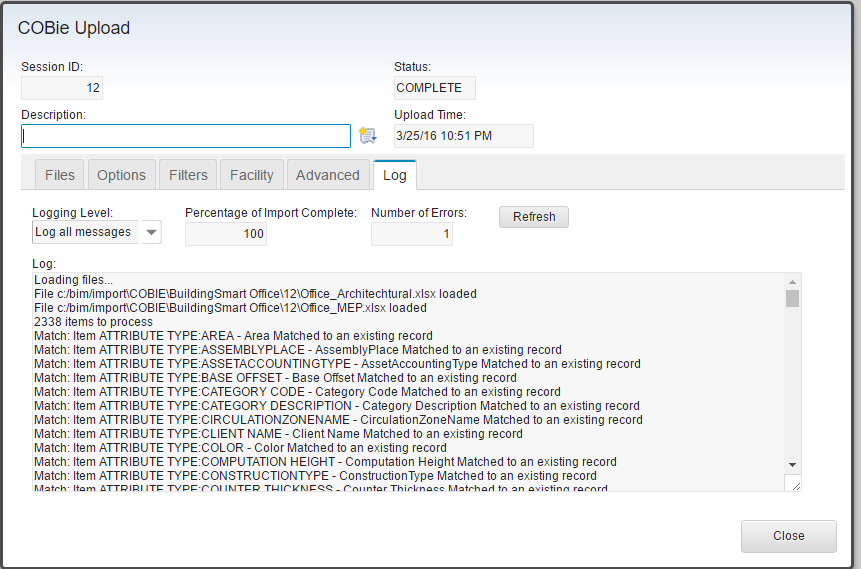 COBie Upload
Session ID:
Status:
12
COMPLETE
Description:
Upload Time:
3/25/16 10:51 PM
Files
Options
Filters
Facility
Advanced
Log
Logging Level:
Percentage of Import Complete:
Number of Errors:
Log all messages
100
1
Refresh
Log:
Loading files...
File c:/bim/import\COBIE\BuildingSmart Office\12\Office_Architechtural.xlsx loaded
File c:/bim/import\COBIE\BuildingSmart Office\12\Office_MEP.xlsx loaded
2338 items to process
Match: Item ATTRIBUTE TYPE:AREA - Area Matched to an existing record
Match: Item ATTRIBUTE TYPE:ASSEMBLYPLACE - AssemblyPlace Matched to an existing record
Match: Item ATTRIBUTE TYPE:ASSETACCOUNTINGTYPE - AssetAccountingType Matched to an existing record
Match: Item ATTRIBUTE TYPE:BASE OFFSET - Base Offset Matched to an existing record
Match: Item ATTRIBUTE TYPE:CATEGORY CODE - Category Code Matched to an existing record
Match: Item ATTRIBUTE TYPE:CATEGORY DESCRIPTION - Category Description Matched to an existing record
Match: Item ATTRIBUTE TYPE:CIRCULATIONZONENAME - CirculationZoneName Matched to an existing record
Match: Item ATTRIBUTE TYPE:CLIENT NAME - Client Name Matched to an existing record
Match: Item ATTRIBUTE TYPE:COLOR - Color Matched to an existing record
Match: Item ATTRIBUTE TYPE:COMPUTATION HEIGHT - Computation Height Matched to an existing record
Match: Item ATTRIBUTE TYPE:CONSTRUCTIONTYPE - ConstructionType Matched to an existing record
Match: Item ATTRIBUTE TYPE:COUNTER THICKNESS - Counter Thickness Matched to an existing record
Close